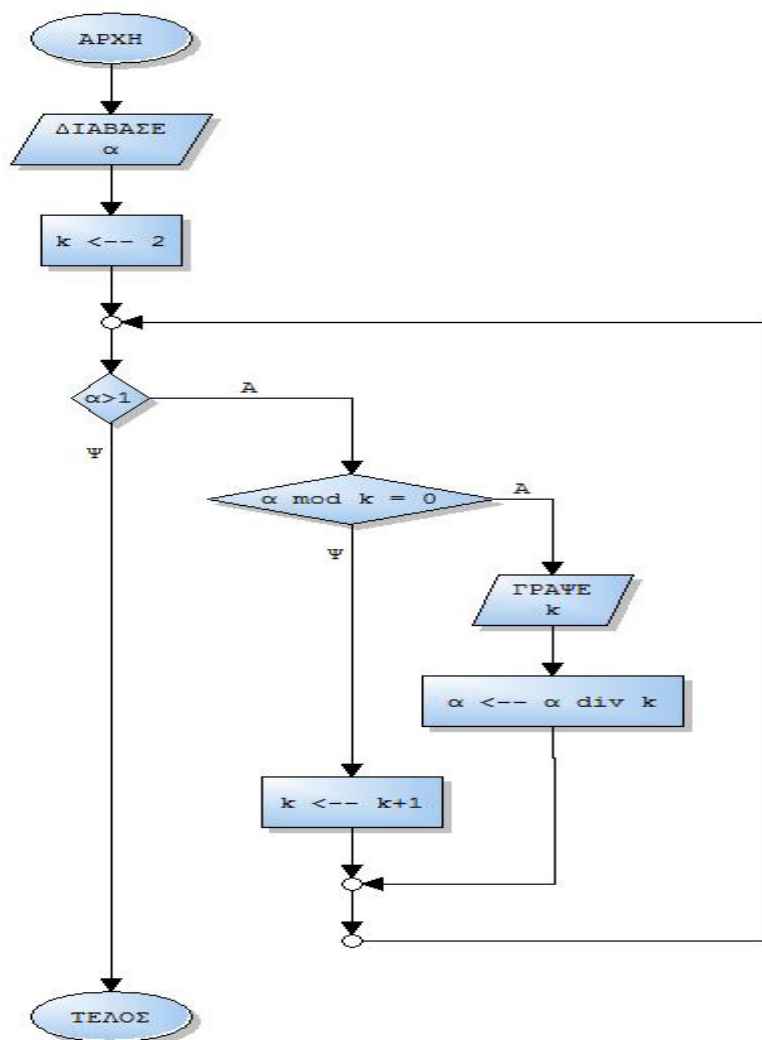 ΑΡΧΗ
ΔΙΑΒΑΣΕ
α
k <-- 2
α>1
Α
Ψ
α mod k = 0
Α
Ψ
ΓΡΑΨΕ
k
α <-- α div k
k <-- k+1
ΤΕΛΟΣ